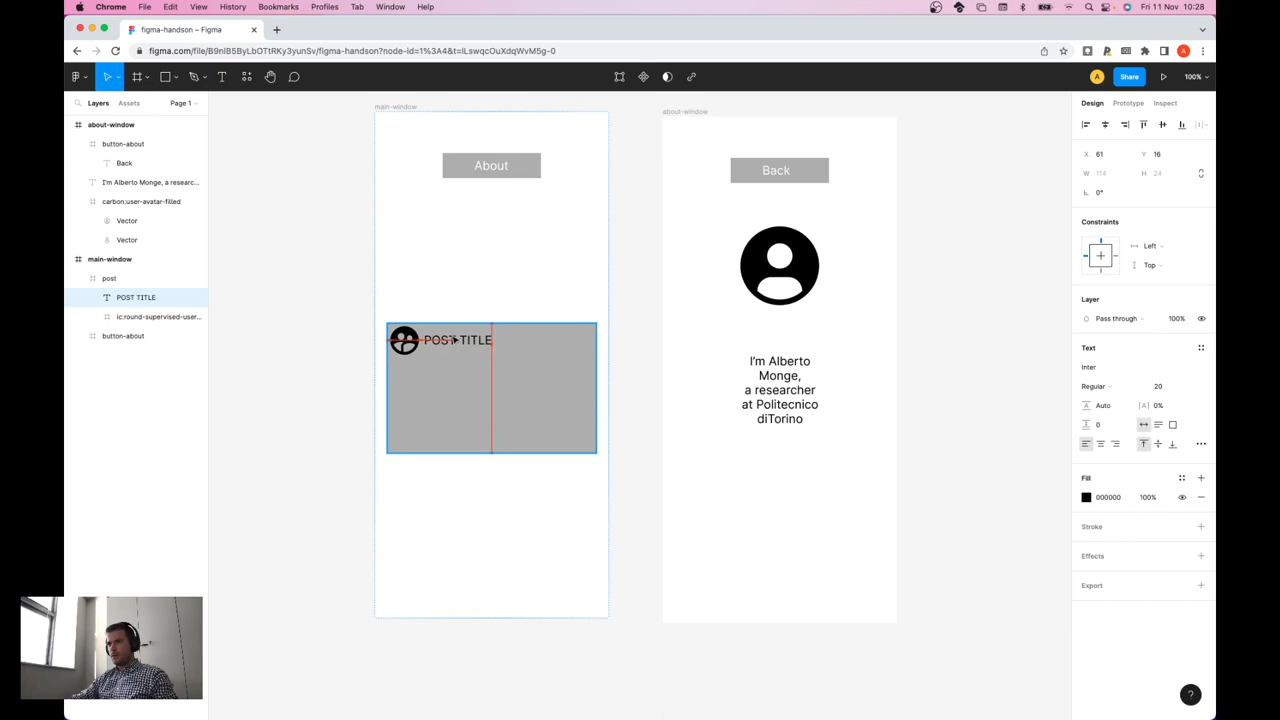 Chrome File Edit View History Bookmarks Profiles Tab Window Help Fri 11 Nov 10:28
figma-handson – Figma
figma.com/file/B9nlB5ByLbOTtRKy3yunSv/figma-handson?node-id=1%3A4&t=lLswqcOuXdqWvM5g-0
A
A Share 100%
Layers Assets Page 1
about-window
button-about
Back
I'm Alberto Monge, a researc...
carbon:user-avatar-filled
Vector
Vector
main-window
post
POST TITLE
ic:round-supervised-user...
button-about
main-window
About
POST TITLE
about-window
Back
I'm Alberto
Monge,
a researcher
at Politecnico
diTorino
Design Prototype Inspect
X 61 Y 16
W 114 H 24
0°
Constraints
Left
Top
Layer
Pass through 100%
Text
Inter
Regular 20
Auto |A| 0%
0
Fill
000000 100%
Stroke
Effects
Export
?